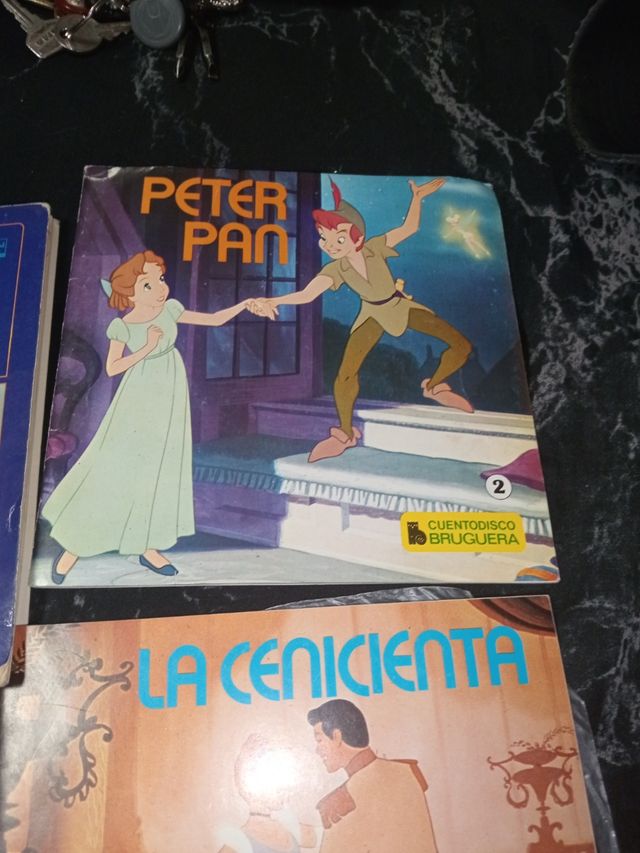 PETER
PAN
2
CUENTODISCO
BRUGUERA
LA CENICIENTA